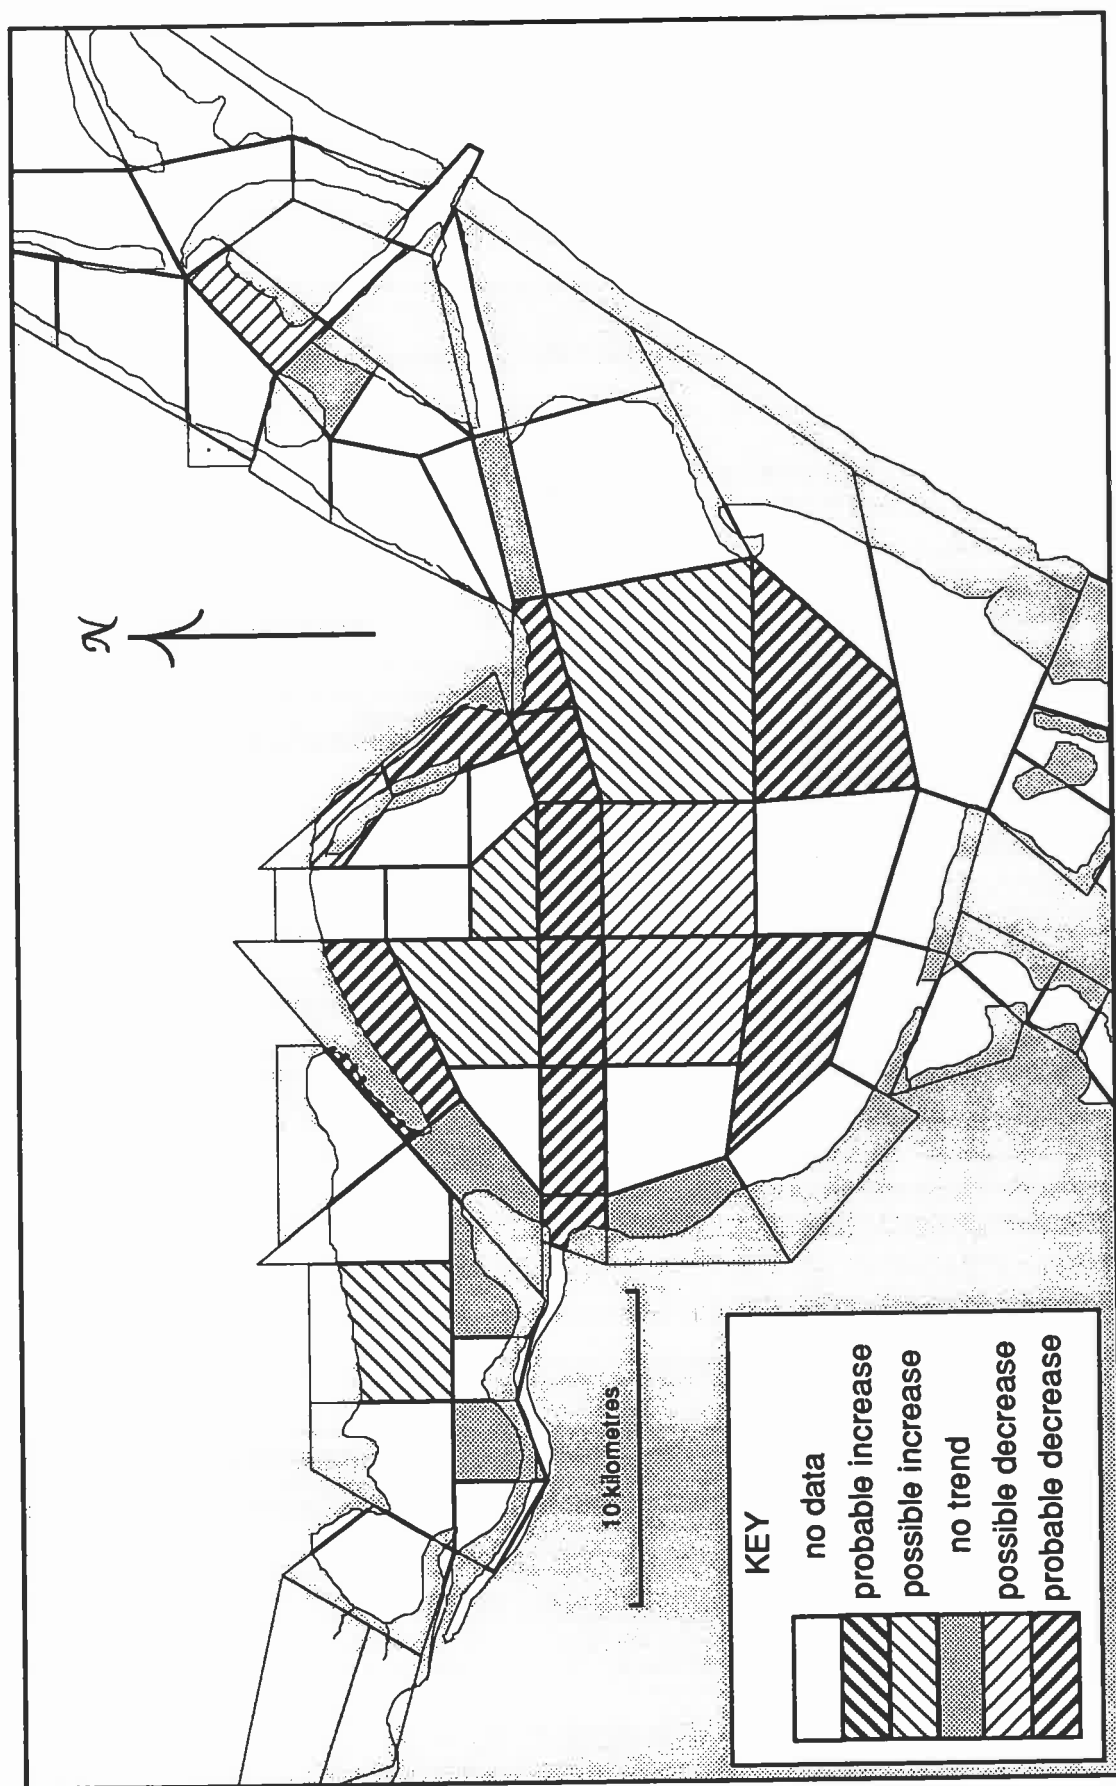 N
10 kilometres
KEY
no data
probable increase
possible increase
no trend
possible decrease
probable decrease